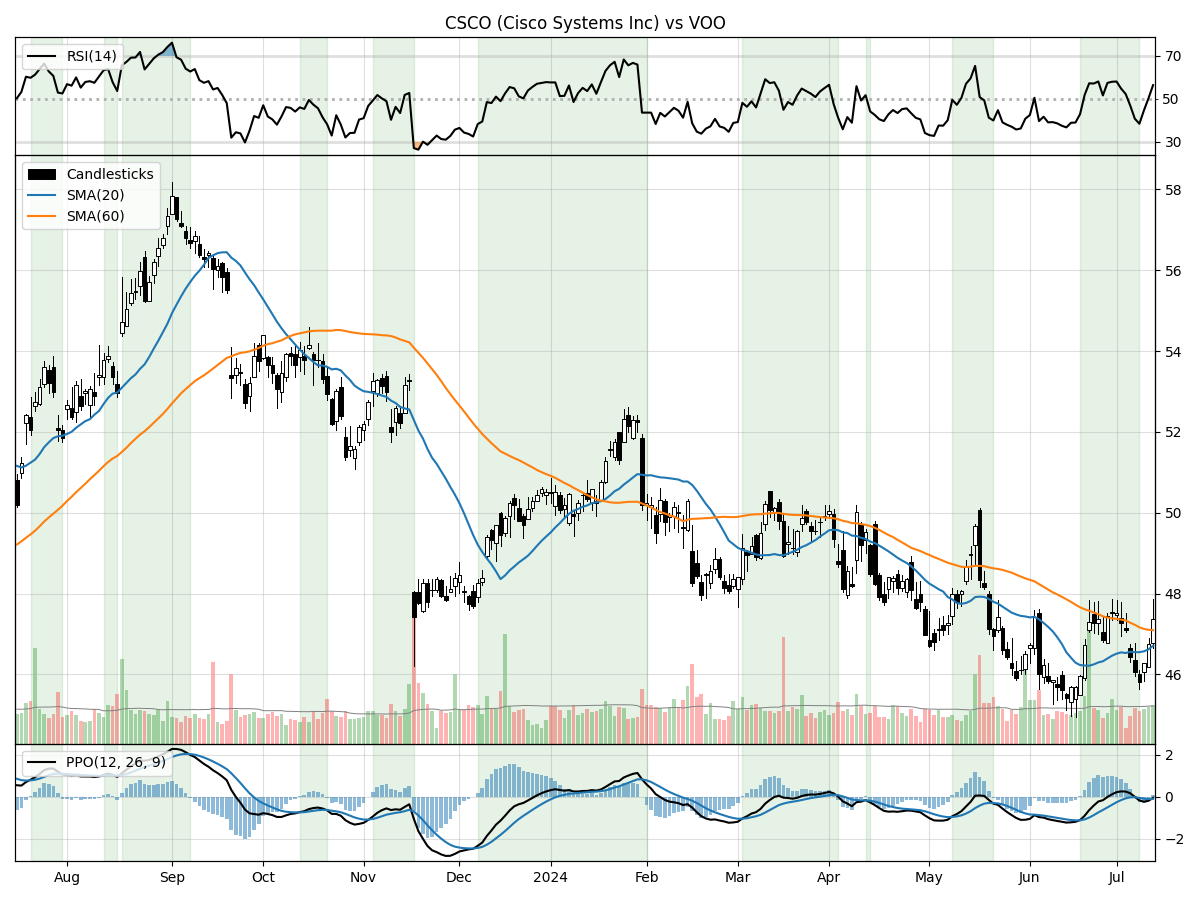 CSCO (Cisco Systems Inc) vs VOO
RSI(14)
70
50
30
Candlesticks
SMA(20)
SMA(60)
58
56
54
52
50
48
46
PPO(12, 26, 9)
2
0
−2
Aug Sep Oct Nov Dec 2024 Feb Mar Apr May Jun Jul